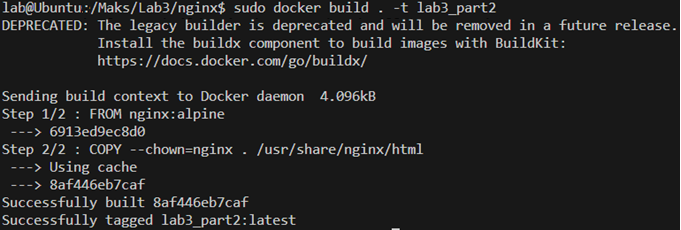 lab@Ubuntu:/Maks/Lab3/nginx$ sudo docker build . -t lab3_part2
DEPRECATED: The legacy builder is deprecated and will be removed in a future release.
Install the buildx component to build images with BuildKit:
https://docs.docker.com/go/buildx/
Sending build context to Docker damon  4.096kB
Step 1/2 : FROM nginx:alpine
---> 6913ed9ec8d0
Step 2/2 : COPY --chown=nginx . /usr/share/nginx/html
---> Using cache
---> 8af446eb7caf
Successfully built 8af446eb7caf
Successfully tagged lab3_part2:latest